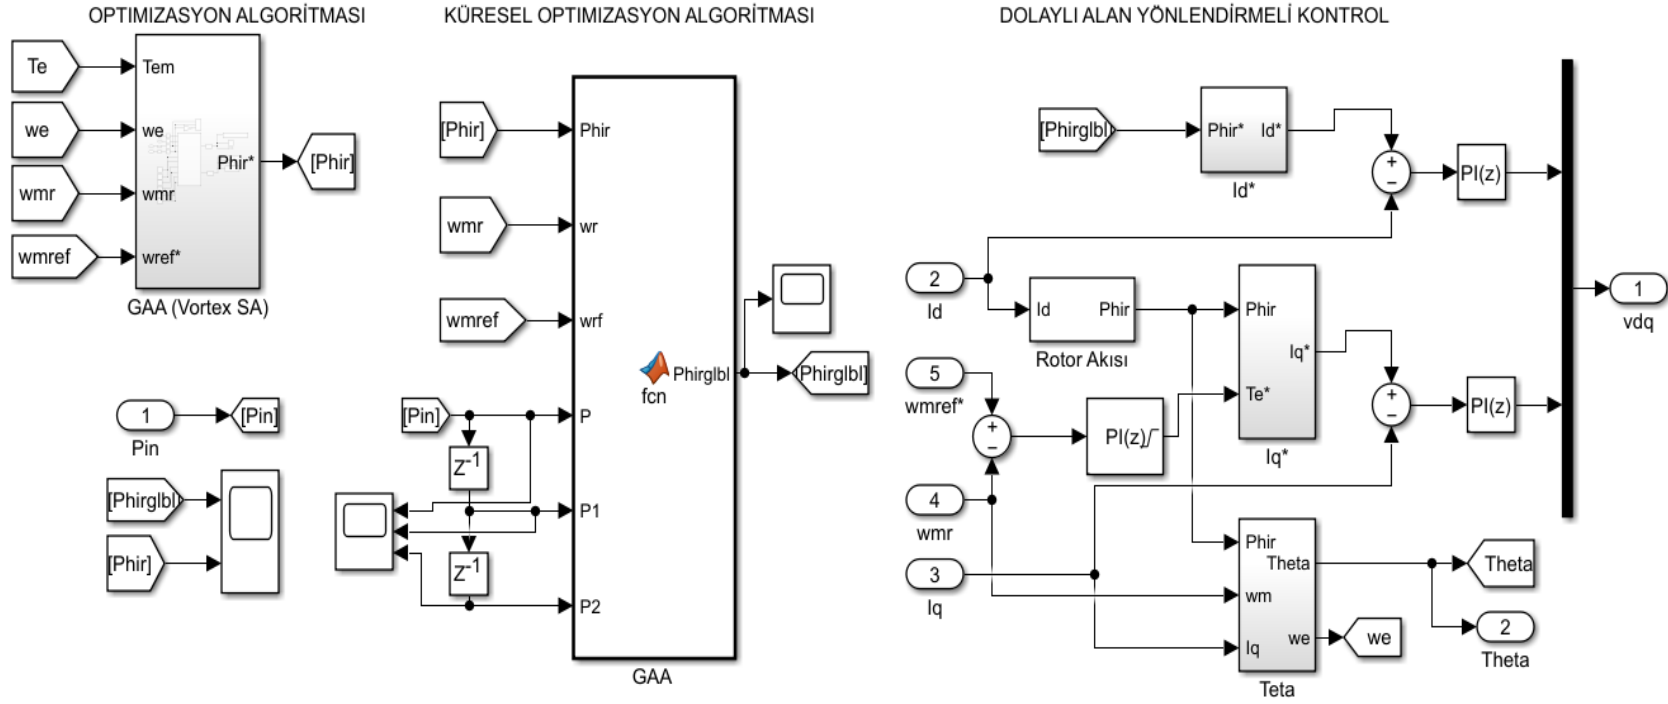 OPTIMIZASYON ALGORİTMASI
Te
we
wmr
wmref
Tem
we
wmr
wref*
Phir*
[Phir]
GAA (Vortex SA)
1
Pin
[Pin]
[Phirglbl]
[Phir]
KÜRESEL OPTIMIZASYON ALGORİTMASI
[Phir]
wmr
wmref
[Pin]
Z-1
Z-1
Phir
wr
wrf
P
P1
P2
fcn
Phirglbl
GAA
[Phirglbl]
DOLAYLI ALAN YÖNLENDİRMELİ KONTROL
[Phirglbl]
Phir* Id*
Id*
+
−
PI(z)
2
Id
Id Phir
Rotor Akısı
Phir
Te*
Iq*
Iq*
+
−
PI(z)
5
wmref*
+
−
PI(z)
4
wmr
3
Iq
Phir
wm
Iq
Theta
we
Teta
Theta
2
Theta
we
1
vdq